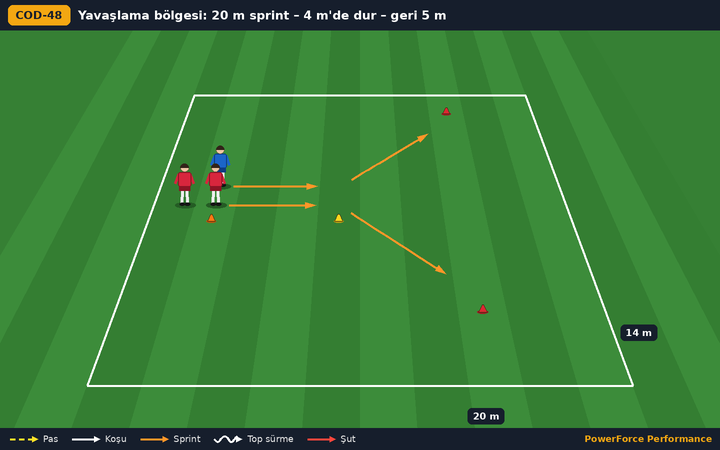 COD-48 Yavaşlama bölgesi: 20 m sprint – 4 m'de dur – geri 5 m
14 m
20 m
Pas Koşu Sprint Top sürme Şut PowerForce Performance